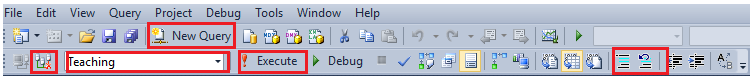 File Edit View Query Project Debug Tools Window Help
New Query
Teaching Execute Debug